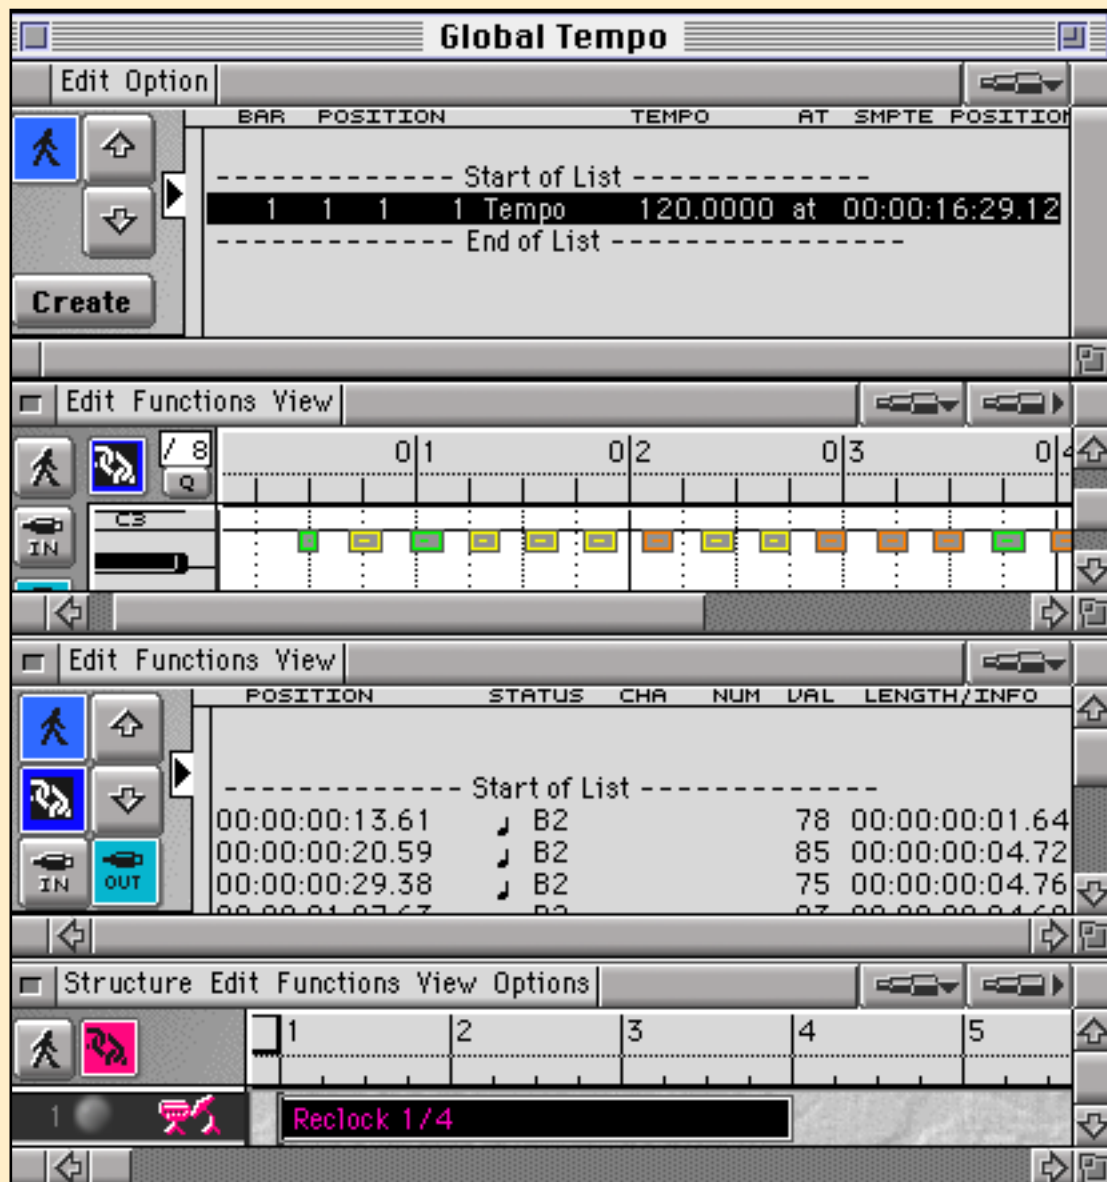 Global Tempo
Edit Option
BAR POSITION TEMPO AT SMPTE POSITION
------------- Start of List -------------
1 1 1 1 Tempo 120.0000 at 00:00:16:29.12
------------- End of List ----------------
Create
Edit Functions View
/ 8 0|1 0|2 0|3 0|4
Q
C3
IN
Edit Functions View
POSITION STATUS CHA NUM VAL LENGTH/INFO
------------- Start of List -------------
00:00:00:13.61 B2 78 00:00:00:01.64
00:00:00:20.59 B2 85 00:00:00:04.72
00:00:00:29.38 B2 75 00:00:00:04.76
IN OUT
Structure Edit Functions View Options
1 2 3 4 5
1 Reclock 1/4